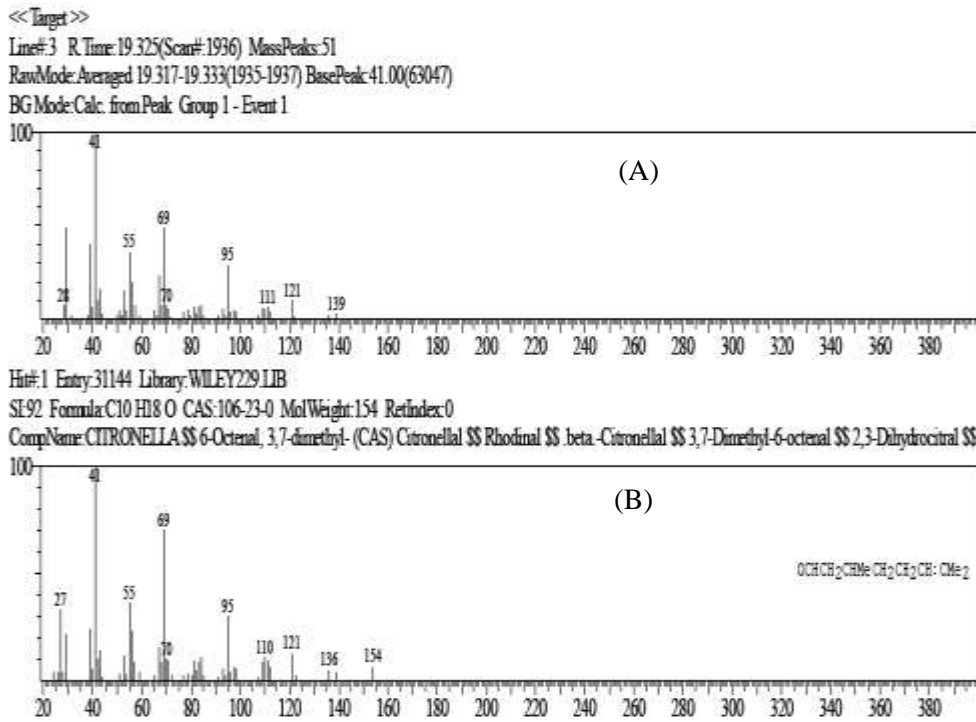 <<Target>>
Line#:3 R.Time:19.325(Scan#:1936) MassPeaks:51
RawMode:Averaged 19.317-19.333(1935-1937) BasePeak:41.00(63047)
BG Mode:Calc. from Peak Group 1 - Event 1
100
41
(A)
69
55
95
28
70
111
121
139
20 40 60 80 100 120 140 160 180 200 220 240 260 280 300 320 340 360 380
Hit#:1 Entry:31144 Library:WILEY229.LIB
SI:92 Formula:C10 H18 O CAS:106-23-0 MolWeight:154 RetIndex:0
CompName:CITRONELLA $$ 6-Octenal, 3,7-dimethyl- (CAS) Citronellal $$ Rhodinal $$ .beta.-Citronellal $$ 3,7-Dimethyl-6-octenal $$ 2,3-Dihydrocitral $$
100
41
(B)
69
OCHCH2CHMeCH2CH2CH:CMe2
27
55
95
70
110
121
136
154
20 40 60 80 100 120 140 160 180 200 220 240 260 280 300 320 340 360 380